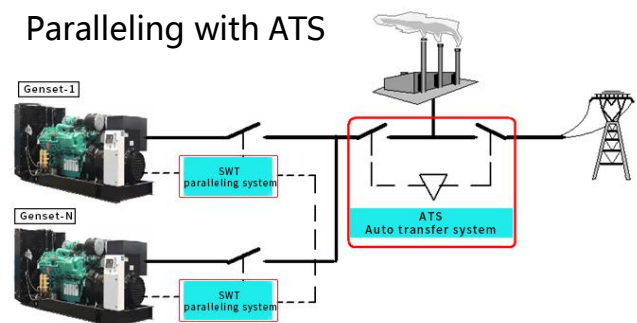 Paralleling with ATS
Genset-1
SWT
paralleling system
ATS
Auto transfer system
Genset-N
SWT
paralleling system